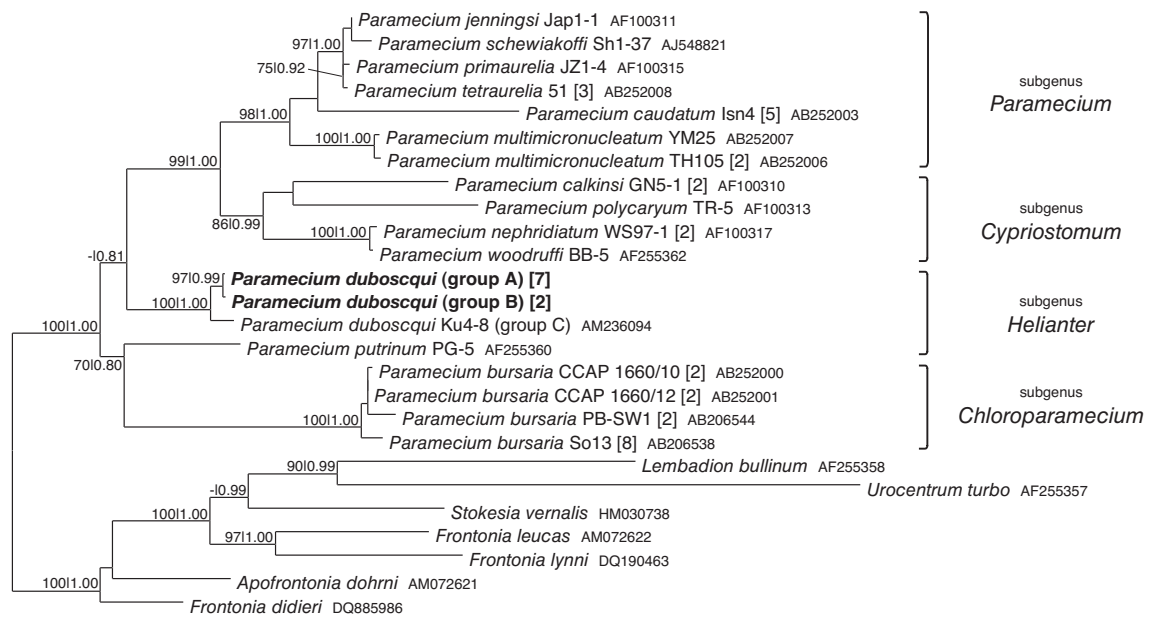 Paramecium jenningsi Jap1-1 AF100311
97|1.00
Paramecium schewiakoffi Sh1-37 AJ548821
75|0.92
Paramecium primaurelia JZ1-4 AF100315
Paramecium tetraurelia 51 [3] AB252008
subgenus
Paramecium
98|1.00
Paramecium caudatum Isn4 [5] AB252003
100|1.00
Paramecium multimicronucleatum YM25 AB252007
99|1.00
Paramecium multimicronucleatum TH105 [2] AB252006
Paramecium calkinsi GN5-1 [2] AF100310
Paramecium polycaryum TR-5 AF100313
subgenus
Cypriostomum
86|0.99
100|1.00
Paramecium nephridiatum WS97-1 [2] AF100317
Paramecium woodruffi BB-5 AF255362
-|0.81
97|0.99
Paramecium duboscqui (group A) [7]
100|1.00
Paramecium duboscqui (group B) [2]
subgenus
Helianter
100|1.00
Paramecium duboscqui Ku4-8 (group C) AM236094
Paramecium putrinum PG-5 AF255360
70|0.80
Paramecium bursaria CCAP 1660/10 [2] AB252000
Paramecium bursaria CCAP 1660/12 [2] AB252001
subgenus
Chloroparamecium
100|1.00
Paramecium bursaria PB-SW1 [2] AB206544
Paramecium bursaria So13 [8] AB206538
90|0.99
Lembadion bullinum AF255358
-|0.99
Urocentrum turbo AF255357
100|1.00
Stokesia vernalis HM030738
97|1.00
Frontonia leucas AM072622
Frontonia lynni DQ190463
100|1.00
Apofrontonia dohrni AM072621
Frontonia didieri DQ885986